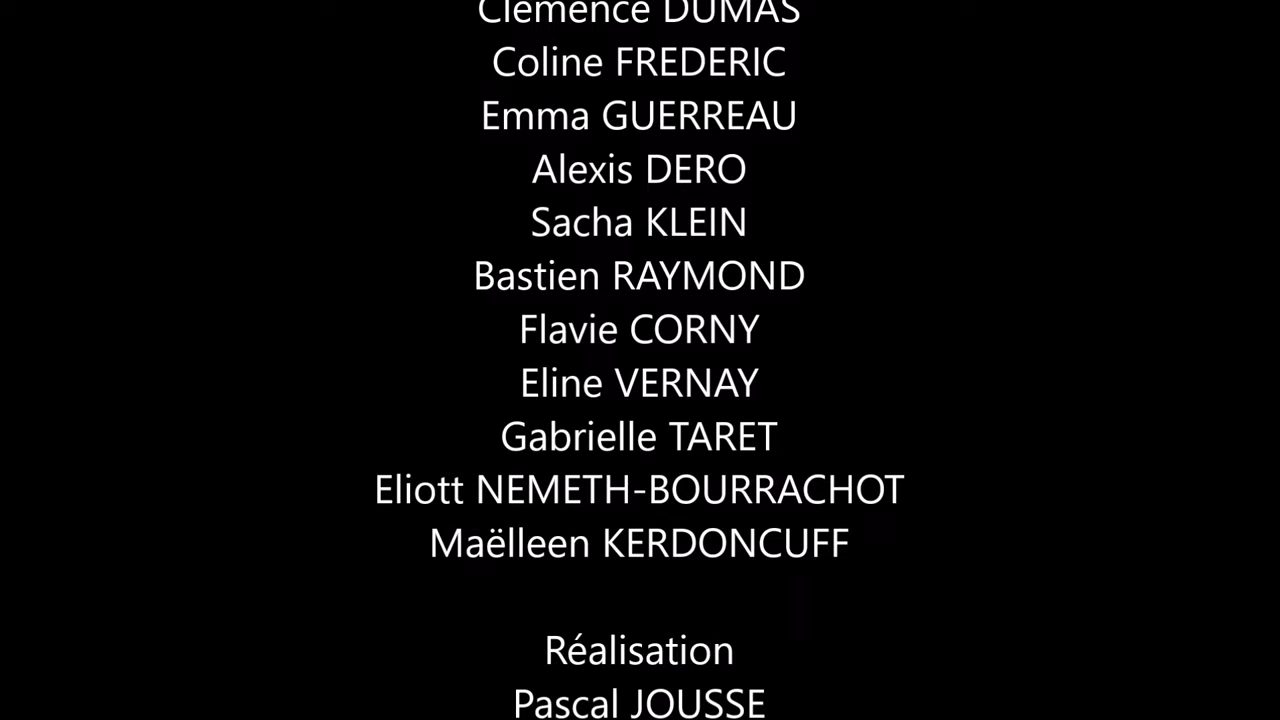 Clémence DUMAS
Coline FREDERIC
Emma GUERREAU
Alexis DERO
Sacha KLEIN
Bastien RAYMOND
Flavie CORNY
Eline VERNAY
Gabrielle TARET
Eliott NEMETH-BOURRACHOT
Maëlleen KERDONCUFF
Réalisation
Pascal JOUSSE